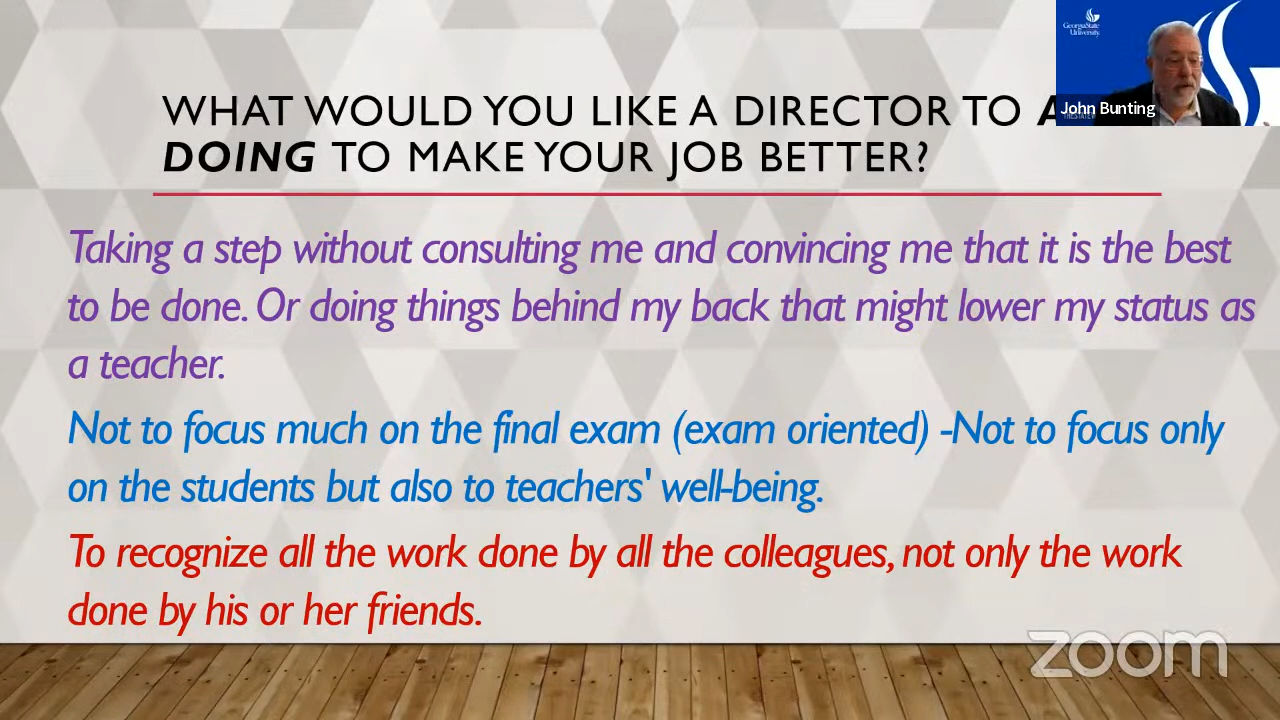 GeorgiaState
University
John Bunting
WHAT WOULD YOU LIKE A DIRECTOR TO
DOING TO MAKE YOUR JOB BETTER?
Taking a step without consulting me and convincing me that it is the best
to be done. Or doing things behind my back that might lower my status as
a teacher.
Not to focus much on the final exam (exam oriented) -Not to focus only
on the students but also to teachers' well-being.
To recognize all the work done by all the colleagues, not only the work
done by his or her friends.
zoom